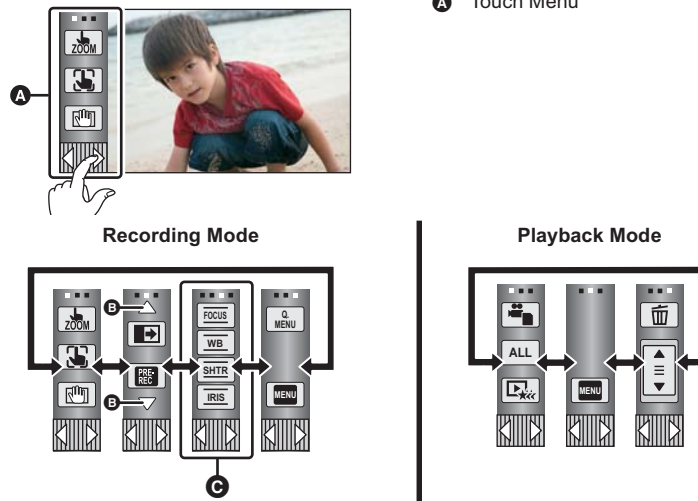 A Touch Menu
ZOOM
A
Recording Mode
Playback Mode
ZOOM
B
PRE-
REC
B
FOCUS
WB
SHTR
IRIS
Q.
MENU
MENU
C
ALL
MENU